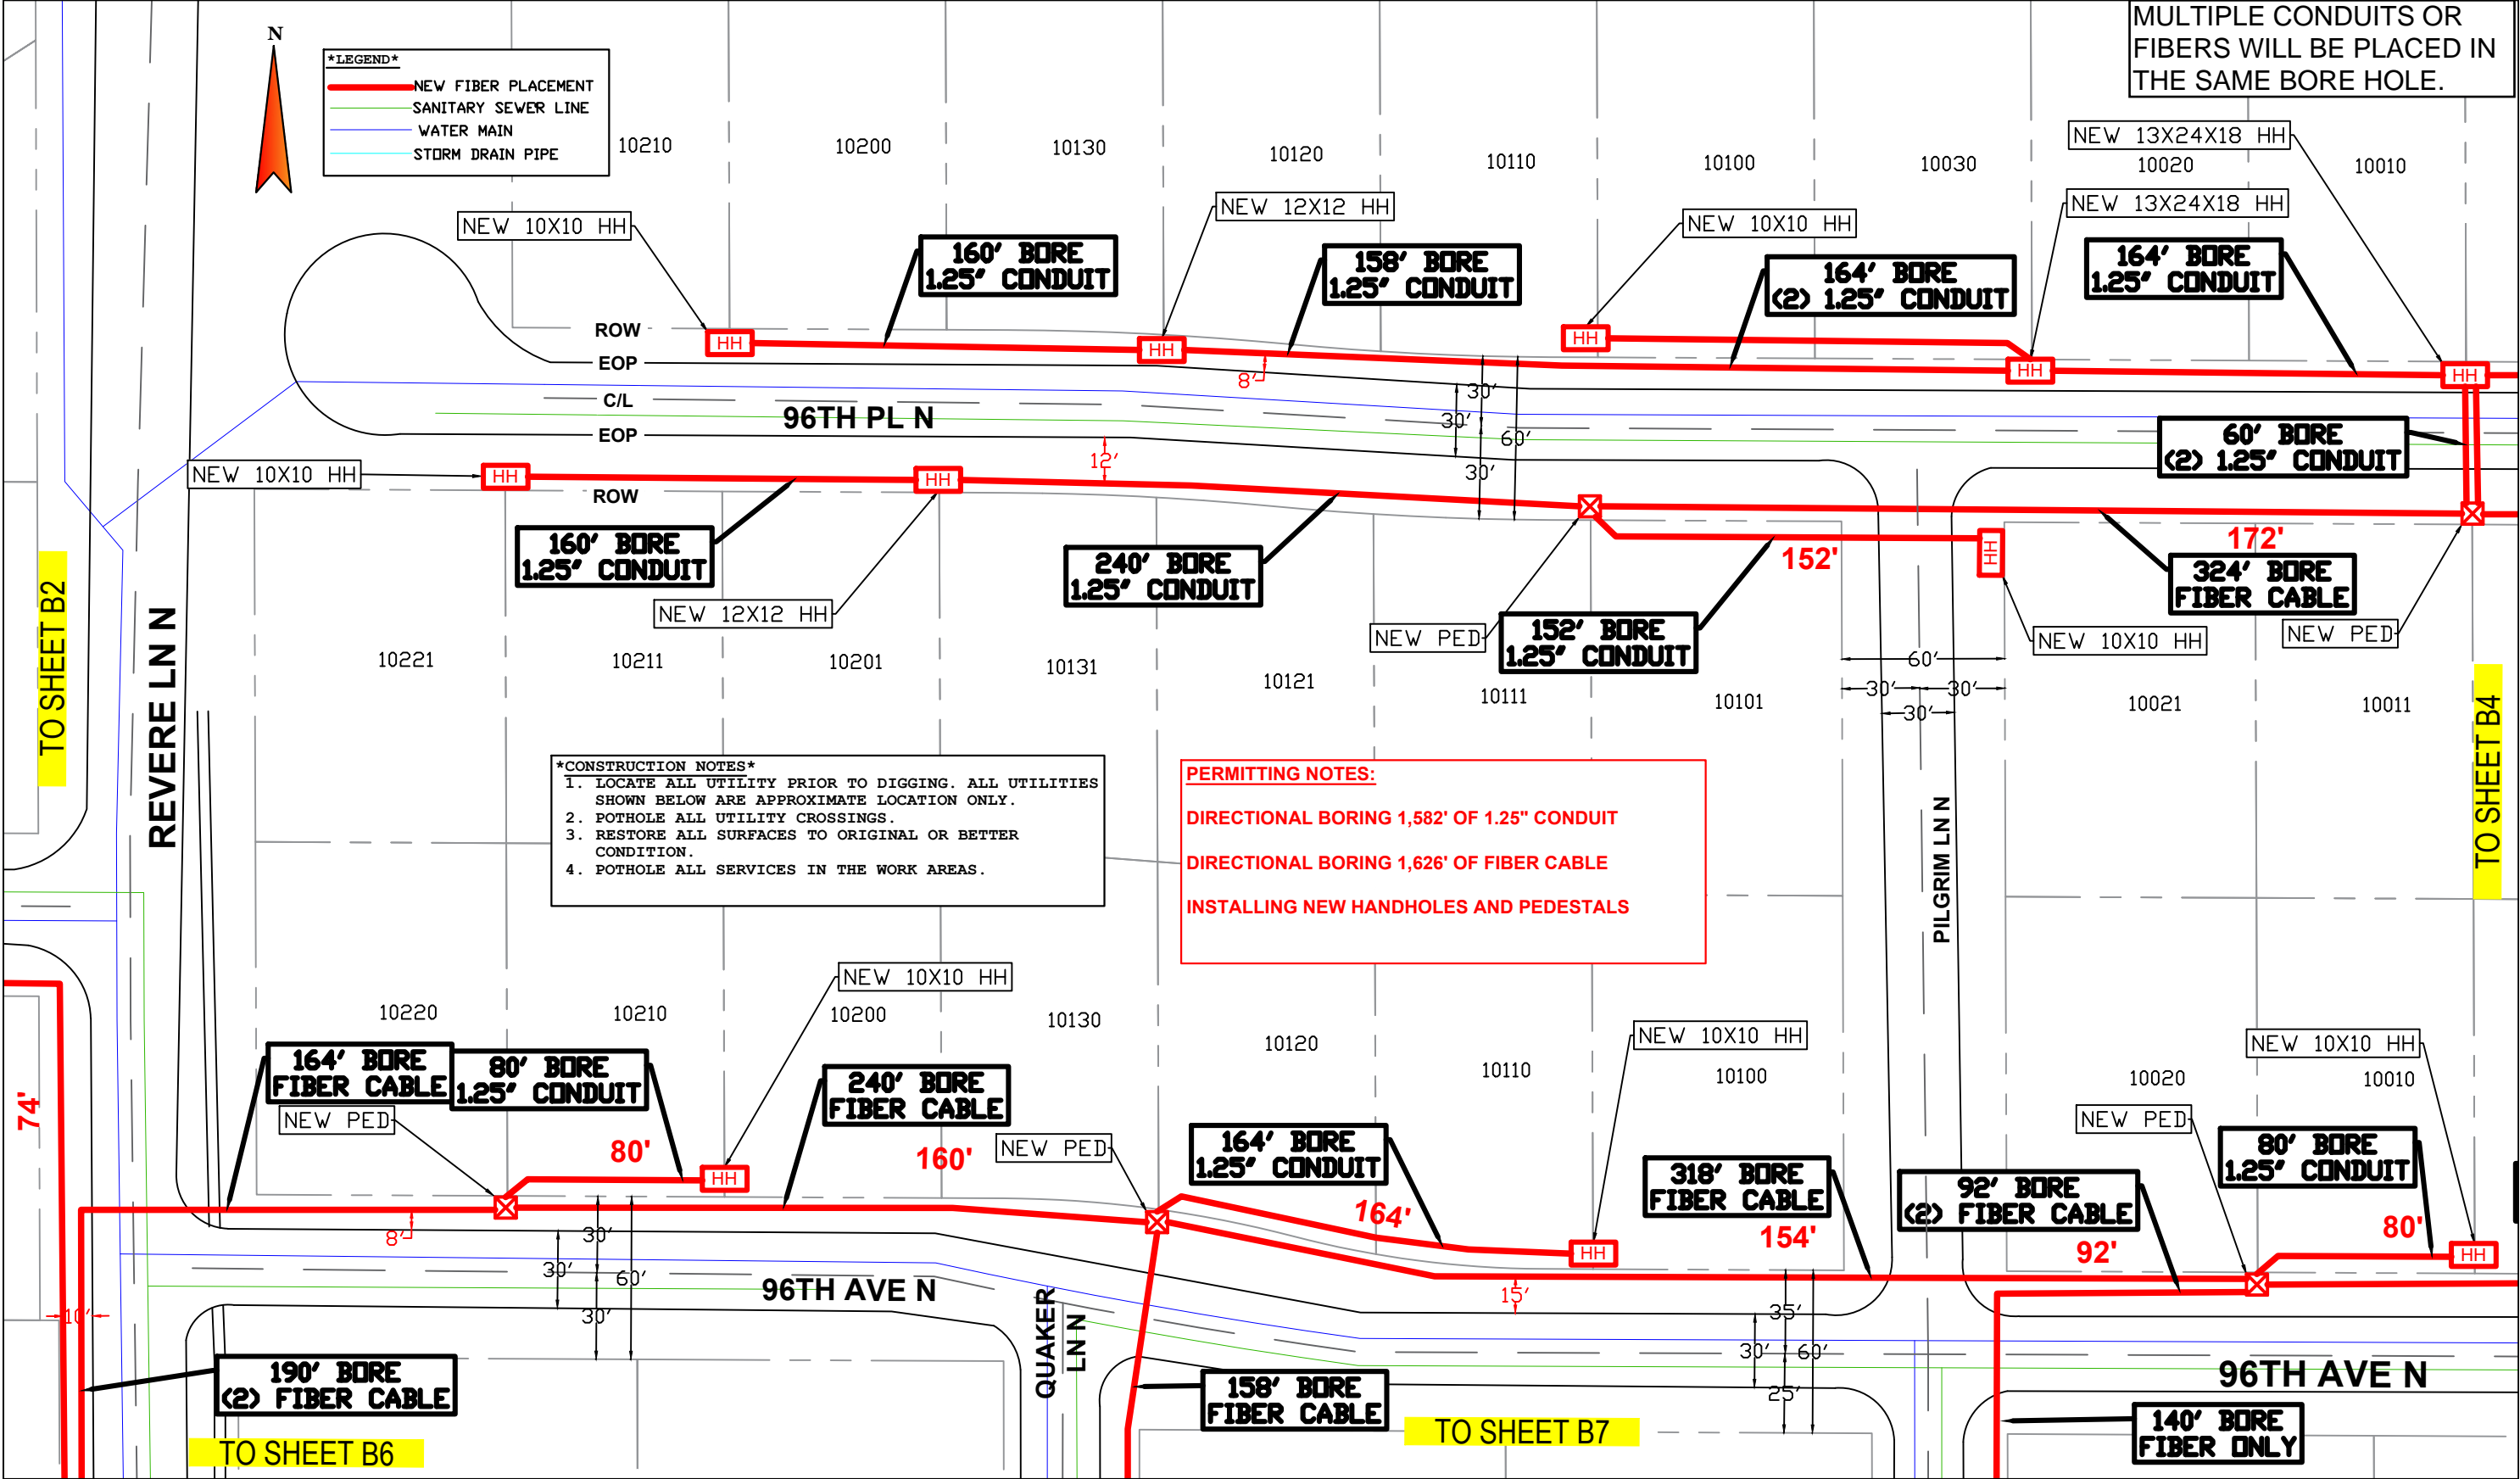 MULTIPLE CONDUITS OR
FIBERS WILL BE PLACED IN
THE SAME BORE HOLE.
N
*LEGEND*
NEW FIBER PLACEMENT
SANITARY SEWER LINE
WATER MAIN
STORM DRAIN PIPE
10210
10200
10130
10120
10110
10100
10030
10020
10010
NEW 13X24X18 HH
NEW 13X24X18 HH
NEW 10X10 HH
NEW 12X12 HH
NEW 10X10 HH
160' BORE
1.25" CONDUIT
158' BORE
1.25" CONDUIT
164' BORE
(2) 1.25" CONDUIT
164' BORE
1.25" CONDUIT
ROW
HH
HH
HH
HH
HH
EOP
8'
30'
C/L
96TH PL N
30'
60'
EOP
12'
30'
60' BORE
(2) 1.25" CONDUIT
NEW 10X10 HH
HH
HH
ROW
160' BORE
1.25" CONDUIT
240' BORE
1.25" CONDUIT
152'
HH
172'
324' BORE
FIBER CABLE
NEW 12X12 HH
NEW PED
152' BORE
1.25" CONDUIT
NEW 10X10 HH
NEW PED
TO SHEET B2
REVERE LN N
10221
10211
10201
10131
10121
10111
10101
60'
30'
30'
30'
10021
10011
TO SHEET B4
*CONSTRUCTION NOTES*
1. LOCATE ALL UTILITY PRIOR TO DIGGING. ALL UTILITIES
SHOWN BELOW ARE APPROXIMATE LOCATION ONLY.
2. POTHOLE ALL UTILITY CROSSINGS.
3. RESTORE ALL SURFACES TO ORIGINAL OR BETTER
CONDITION.
4. POTHOLE ALL SERVICES IN THE WORK AREAS.
PERMITTING NOTES:
DIRECTIONAL BORING 1,582' OF 1.25" CONDUIT
DIRECTIONAL BORING 1,626' OF FIBER CABLE
INSTALLING NEW HANDHOLES AND PEDESTALS
PILGRIM LN N
NEW 10X10 HH
10220
10210
10200
10130
10120
10110
10100
10020
10010
NEW 10X10 HH
NEW 10X10 HH
164' BORE
FIBER CABLE
80' BORE
1.25" CONDUIT
240' BORE
FIBER CABLE
74'
NEW PED
80'
HH
160'
NEW PED
164' BORE
1.25" CONDUIT
164'
HH
318' BORE
FIBER CABLE
154'
92' BORE
(2) FIBER CABLE
92'
NEW PED
80' BORE
1.25" CONDUIT
80'
HH
8'
30'
30'
60'
30'
96TH AVE N
10'
QUAKER
LN N
15'
35'
30'
60'
25'
96TH AVE N
190' BORE
(2) FIBER CABLE
158' BORE
FIBER CABLE
140' BORE
FIBER ONLY
TO SHEET B6
TO SHEET B7